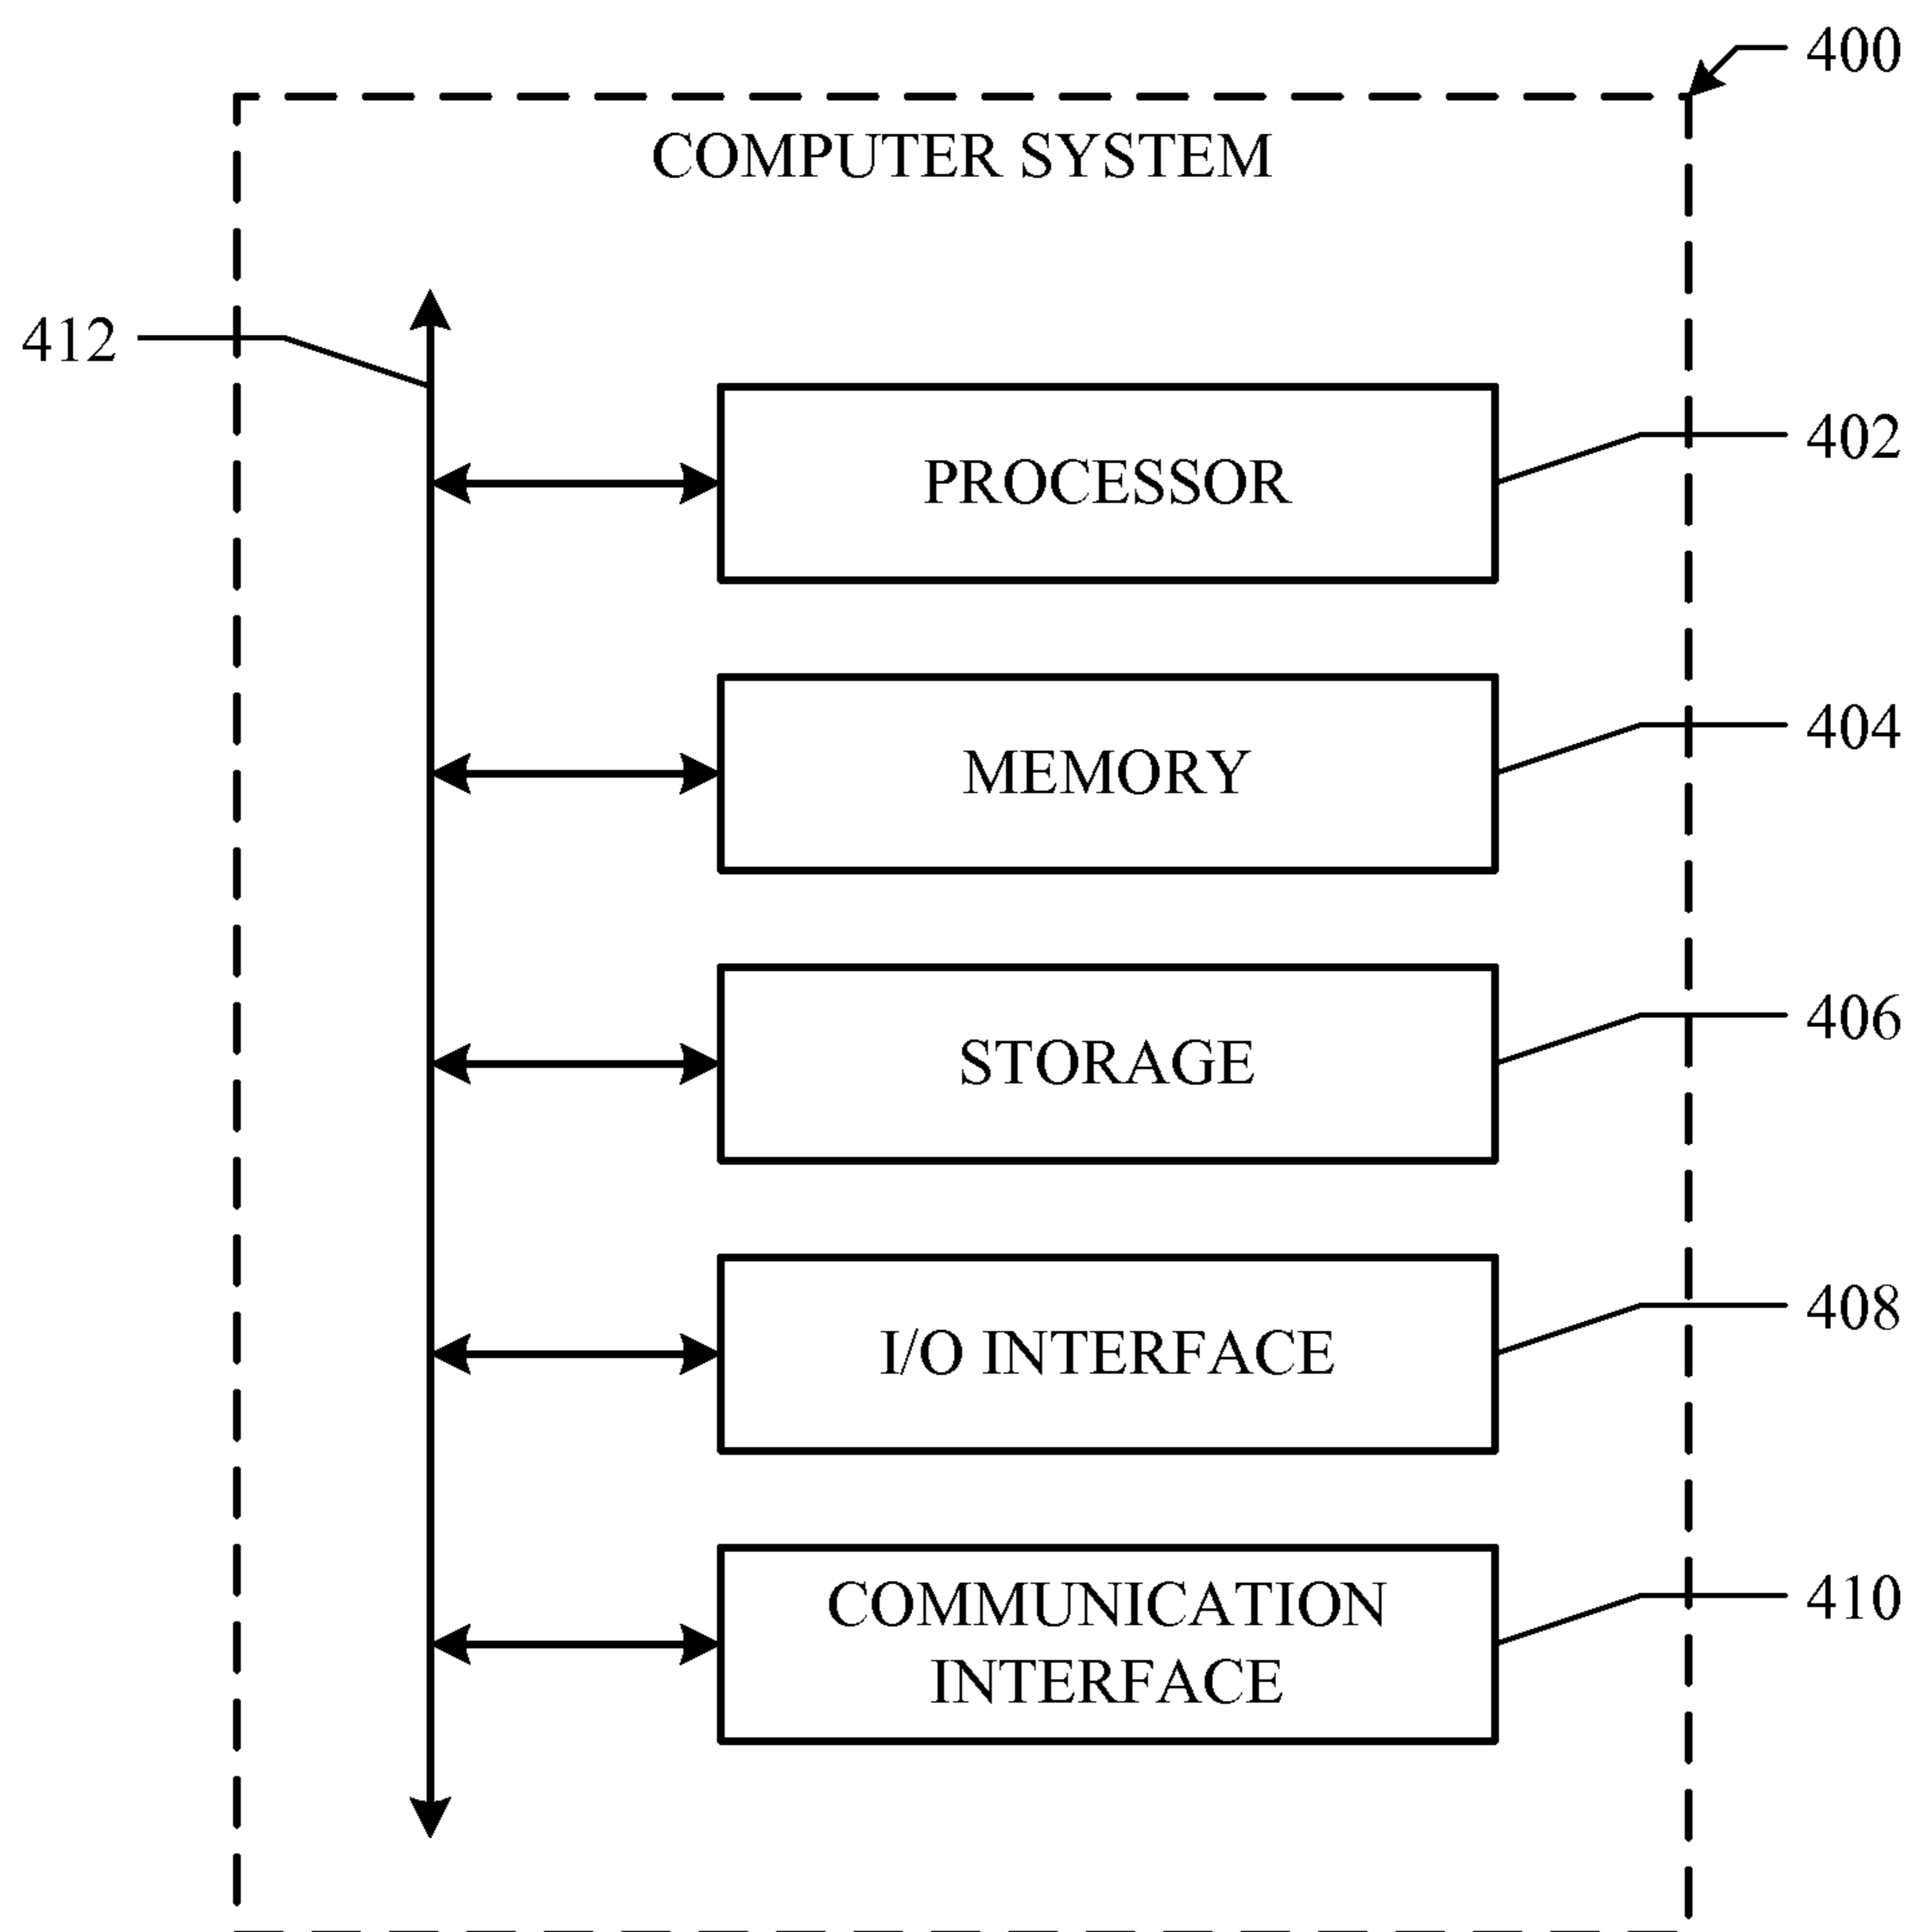 400
COMPUTER SYSTEM
412
402
PROCESSOR
404
MEMORY
406
STORAGE
408
I/O INTERFACE
410
COMMUNICATION
INTERFACE